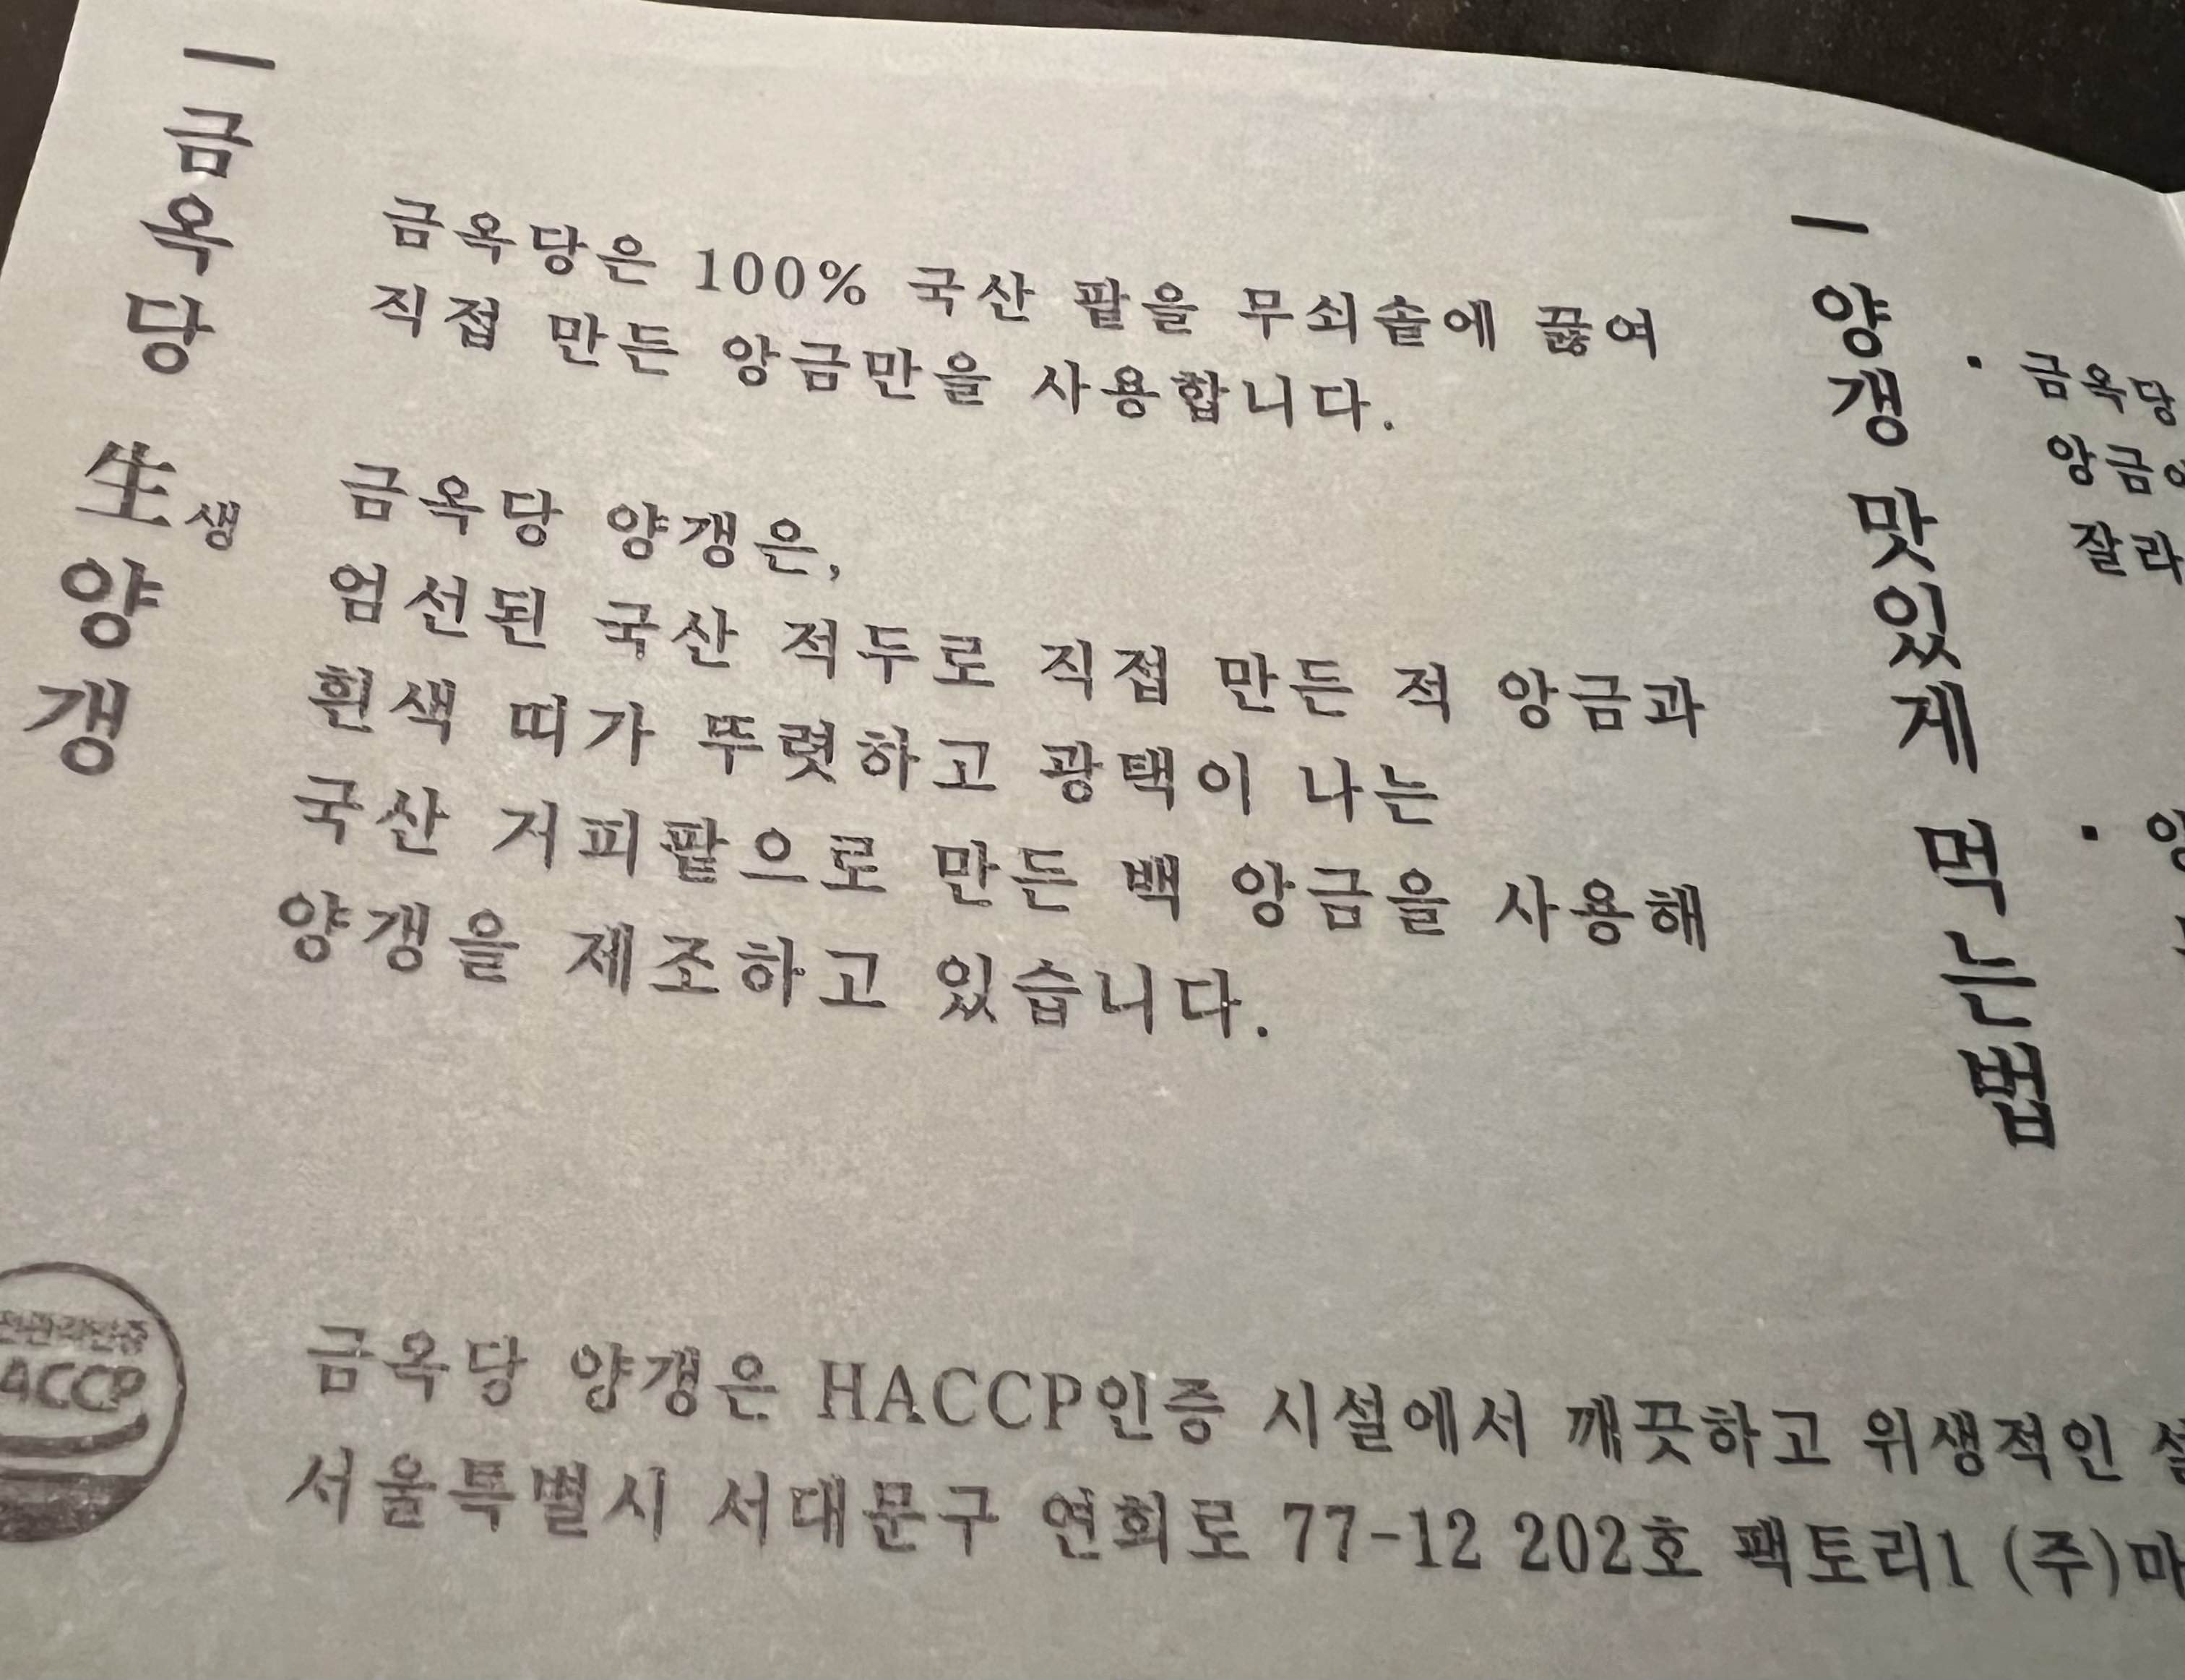 금옥당 生생 양갱
금옥당은 100% 국산 팥을 무쇠솥에 끓여
직접 만든 앙금만을 사용합니다.
금옥당 양갱은,
엄선된 국산 적두로 직접 만든 적 앙금과
흰색 띠가 뚜렷하고 광택이 나는
국산 거피팥으로 만든 백 앙금을 사용해
양갱을 제조하고 있습니다.
양갱 맛있게 먹는법
· 금옥당
앙금
잘라
ACCP
금옥당 양갱은 HACCP인증 시설에서 깨끗하고 위생적인
서울특별시 서대문구 연희로 77-12 202호 팩토리1 (주)마